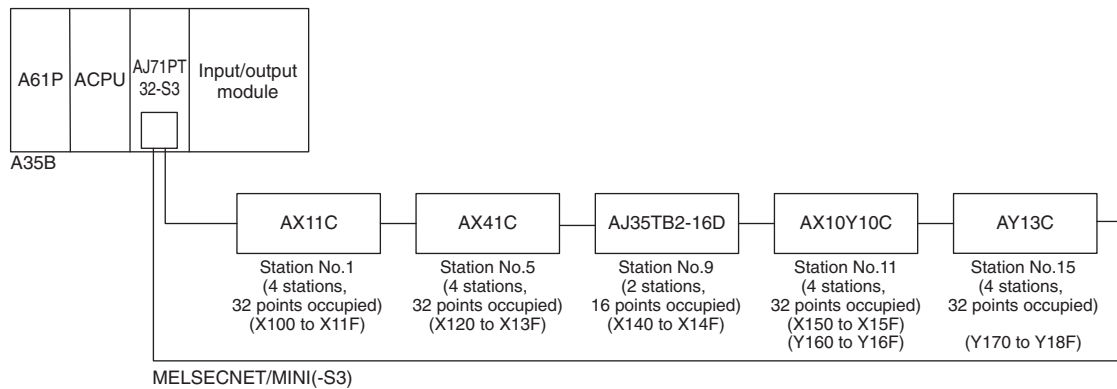 A61P
ACPU
AJ71PT
32-S3
Input/output
module
A35B
AX11C
Station No.1
(4 stations,
32 points occupied)
(X100 to X11F)
AX41C
Station No.5
(4 stations,
32 points occupied)
(X120 to X13F)
AJ35TB2-16D
Station No.9
(2 stations,
16 points occupied)
(X140 to X14F)
AX10Y10C
Station No.11
(4 stations,
32 points occupied)
(X150 to X15F)
(Y160 to Y16F)
AY13C
Station No.15
(4 stations,
32 points occupied)
(Y170 to Y18F)
MELSECNET/MINI(-S3)